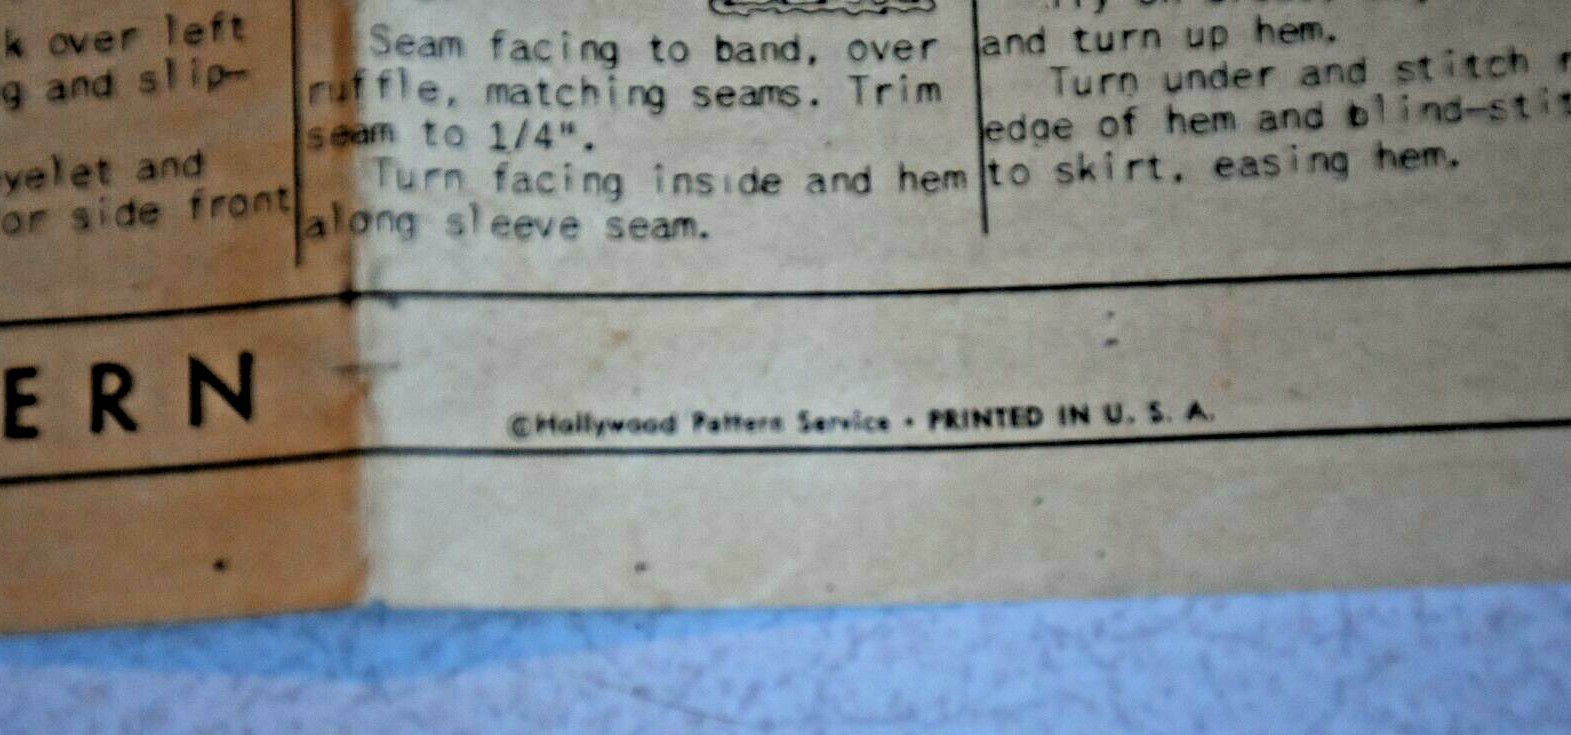 k over left
g and slip-
yelet and
or side front
Seam facing to band, over
ruffle, matching seams. Trim
seam to 1/4".
Turn facing inside and hem
along sleeve seam.
and turn up hem.
Turn under and stitch r
edge of hem and blind-stit
to skirt, easing hem.
ERN
©Hollywood Pattern Service • PRINTED IN U. S. A.